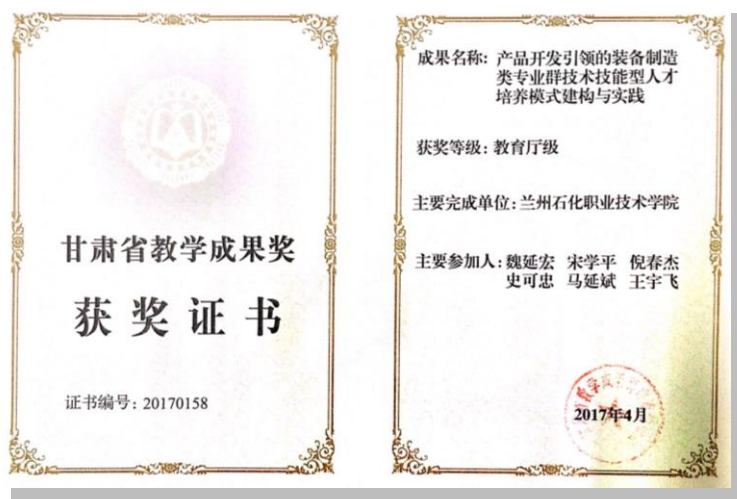 甘肃省教学成果奖
获奖证书
证书编号：20170158
成果名称：产品开发引领的装备制造
类专业群技术技能型人才
培养模式建构与实践
获奖等级：教育厅级
主要完成单位：兰州石化职业技术学院
主要参加人：魏延宏 宋学平 倪春杰
史可忠 马延斌 王宇飞
2017年4月